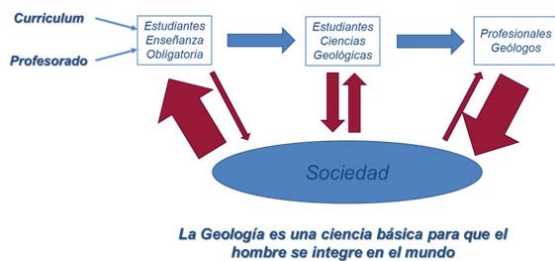 Curriculum
Profesorado
Estudiantes
Enseñanza
Obligatoria
Estudiantes
Ciencias
Geológicas
Profesionales
Geólogos
Sociedad
La Geología es una ciencia básica para que el
hombre se integre en el mundo